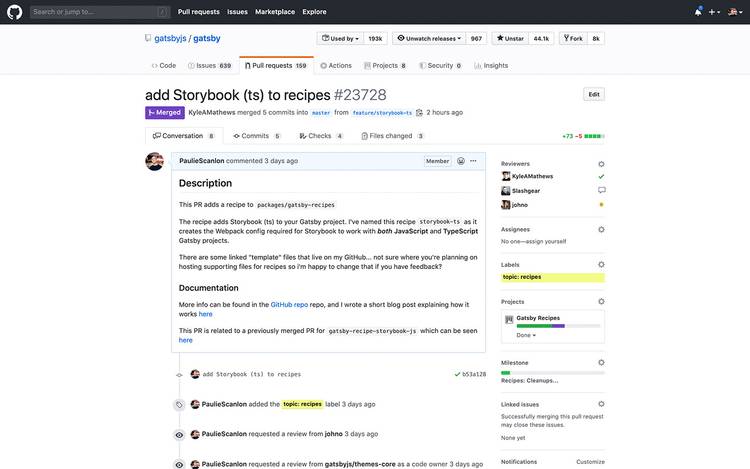 Search or jump to... /
Pull requests Issues Marketplace Explore
gatsbyjs / gatsby
Used by 193k Unwatch releases 967 Unstar 44.1k Fork 8k
Code Issues 639 Pull requests 159 Actions Projects 8 Security 0 Insights
add Storybook (ts) to recipes #23728
Edit
Merged KyleAMathews merged 5 commits into master from feature/storybook-ts 2 hours ago
Conversation 8 Commits 5 Checks 4 Files changed 3 +73 −5
PaulieScanlon commented 3 days ago Member
Description
This PR adds a recipe to packages/gatsby-recipes
The recipe adds Storybook (ts) to your Gatsby project. I've named this recipe storybook-ts as it
creates the Webpack config required for Storybook to work with both JavaScript and TypeScript
Gatsby projects.
There are some linked "template" files that live on my GitHub... not sure where you're planning on
hosting supporting files for recipes so i'm happy to change that if you have feedback?
Documentation
More info can be found in the GitHub repo repo, and I wrote a short blog post explaining how it
works here
This PR is related to a previously merged PR for gatsby-recipe-storybook-js which can be seen
here
add Storybook (ts) to recipes b53a128
PaulieScanlon added the topic: recipes label 3 days ago
PaulieScanlon requested a review from johno 3 days ago
PaulieScanlon requested a review from gatsbyjs/themes-core as a code owner 3 days ago
Reviewers
KyleAMathews
Slashgear
johno
Assignees
No one—assign yourself
Labels
topic: recipes
Projects
Gatsby Recipes
Done
Milestone
Recipes: Cleanups...
Linked issues
Successfully merging this pull request
may close these issues.
None yet
Notifications Customize